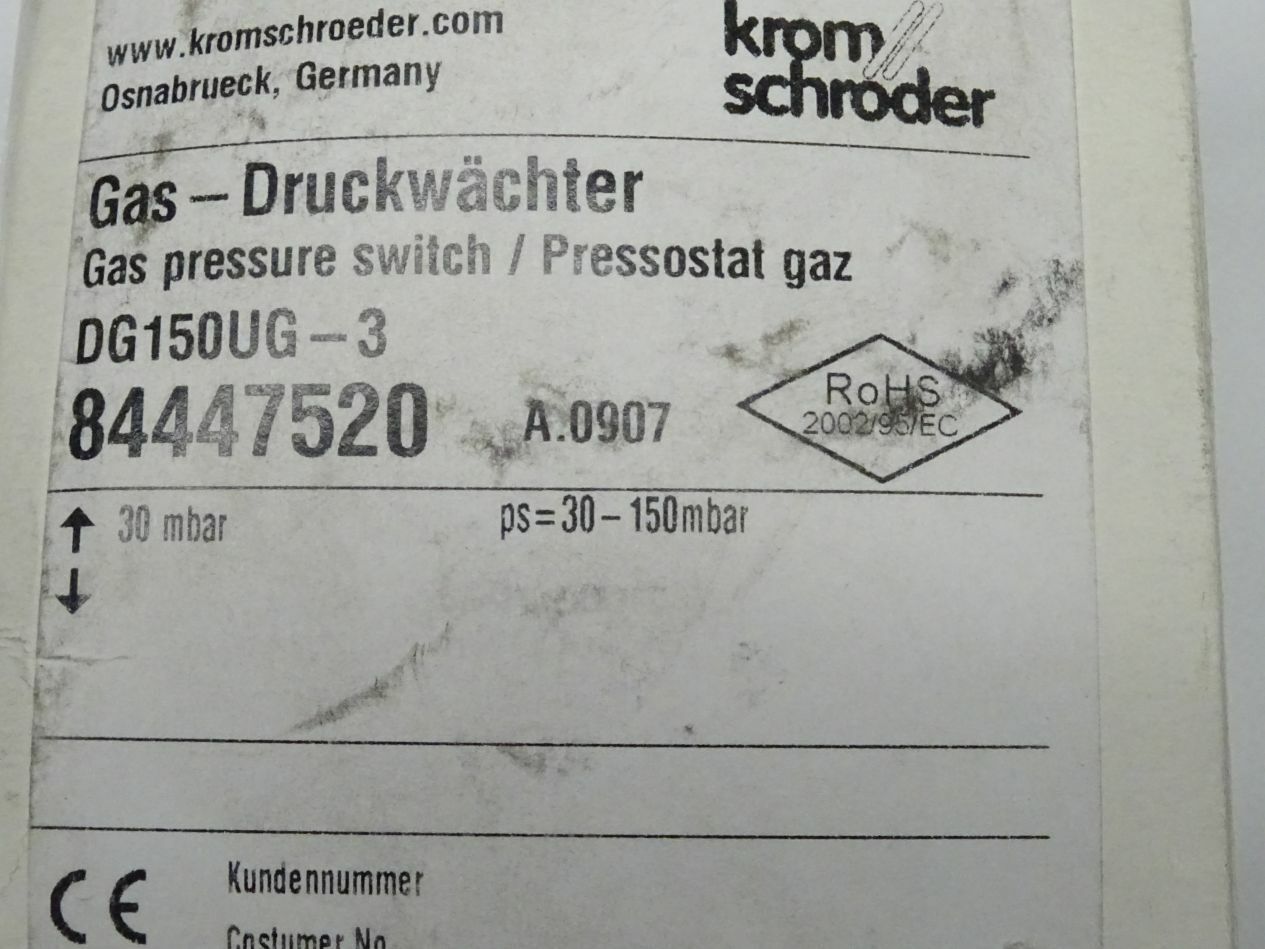 www.kromschroeder.com
Osnabrueck, Germany
krom
schroder
Gas – Druckwächter
Gas pressure switch / Pressostat gaz
DG150UG – 3
84447520 A.0907
RoHS
2002/95/EC
30 mbar ps=30 – 150mbar
CE
Kundennummer
Costumer No